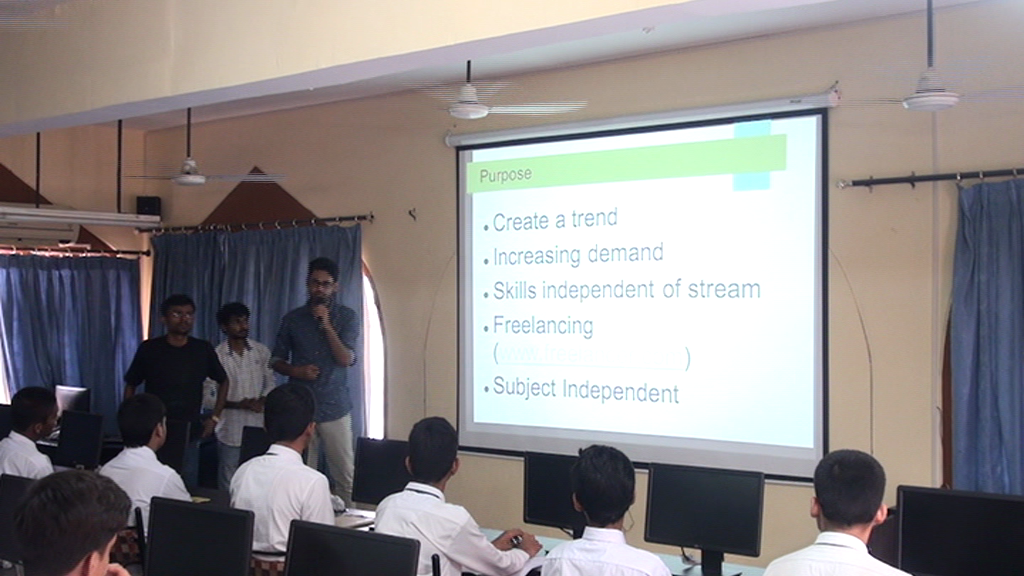 Purpose
• Create a trend
• Increasing demand
• Skills independent of stream
• Freelancing
( )
• Subject Independent